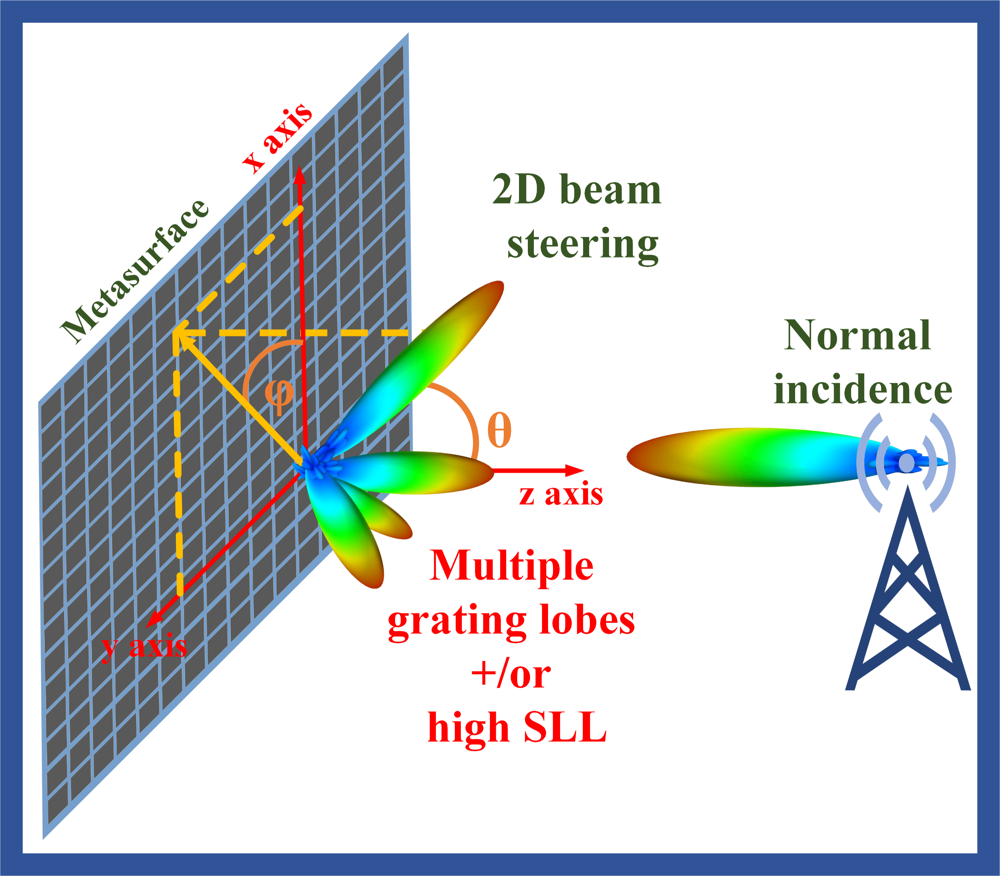 x axis
Metasurface
2D beam
steering
Normal
incidence
φ
θ
z axis
y axis
Multiple
grating lobes
+/or
high SLL